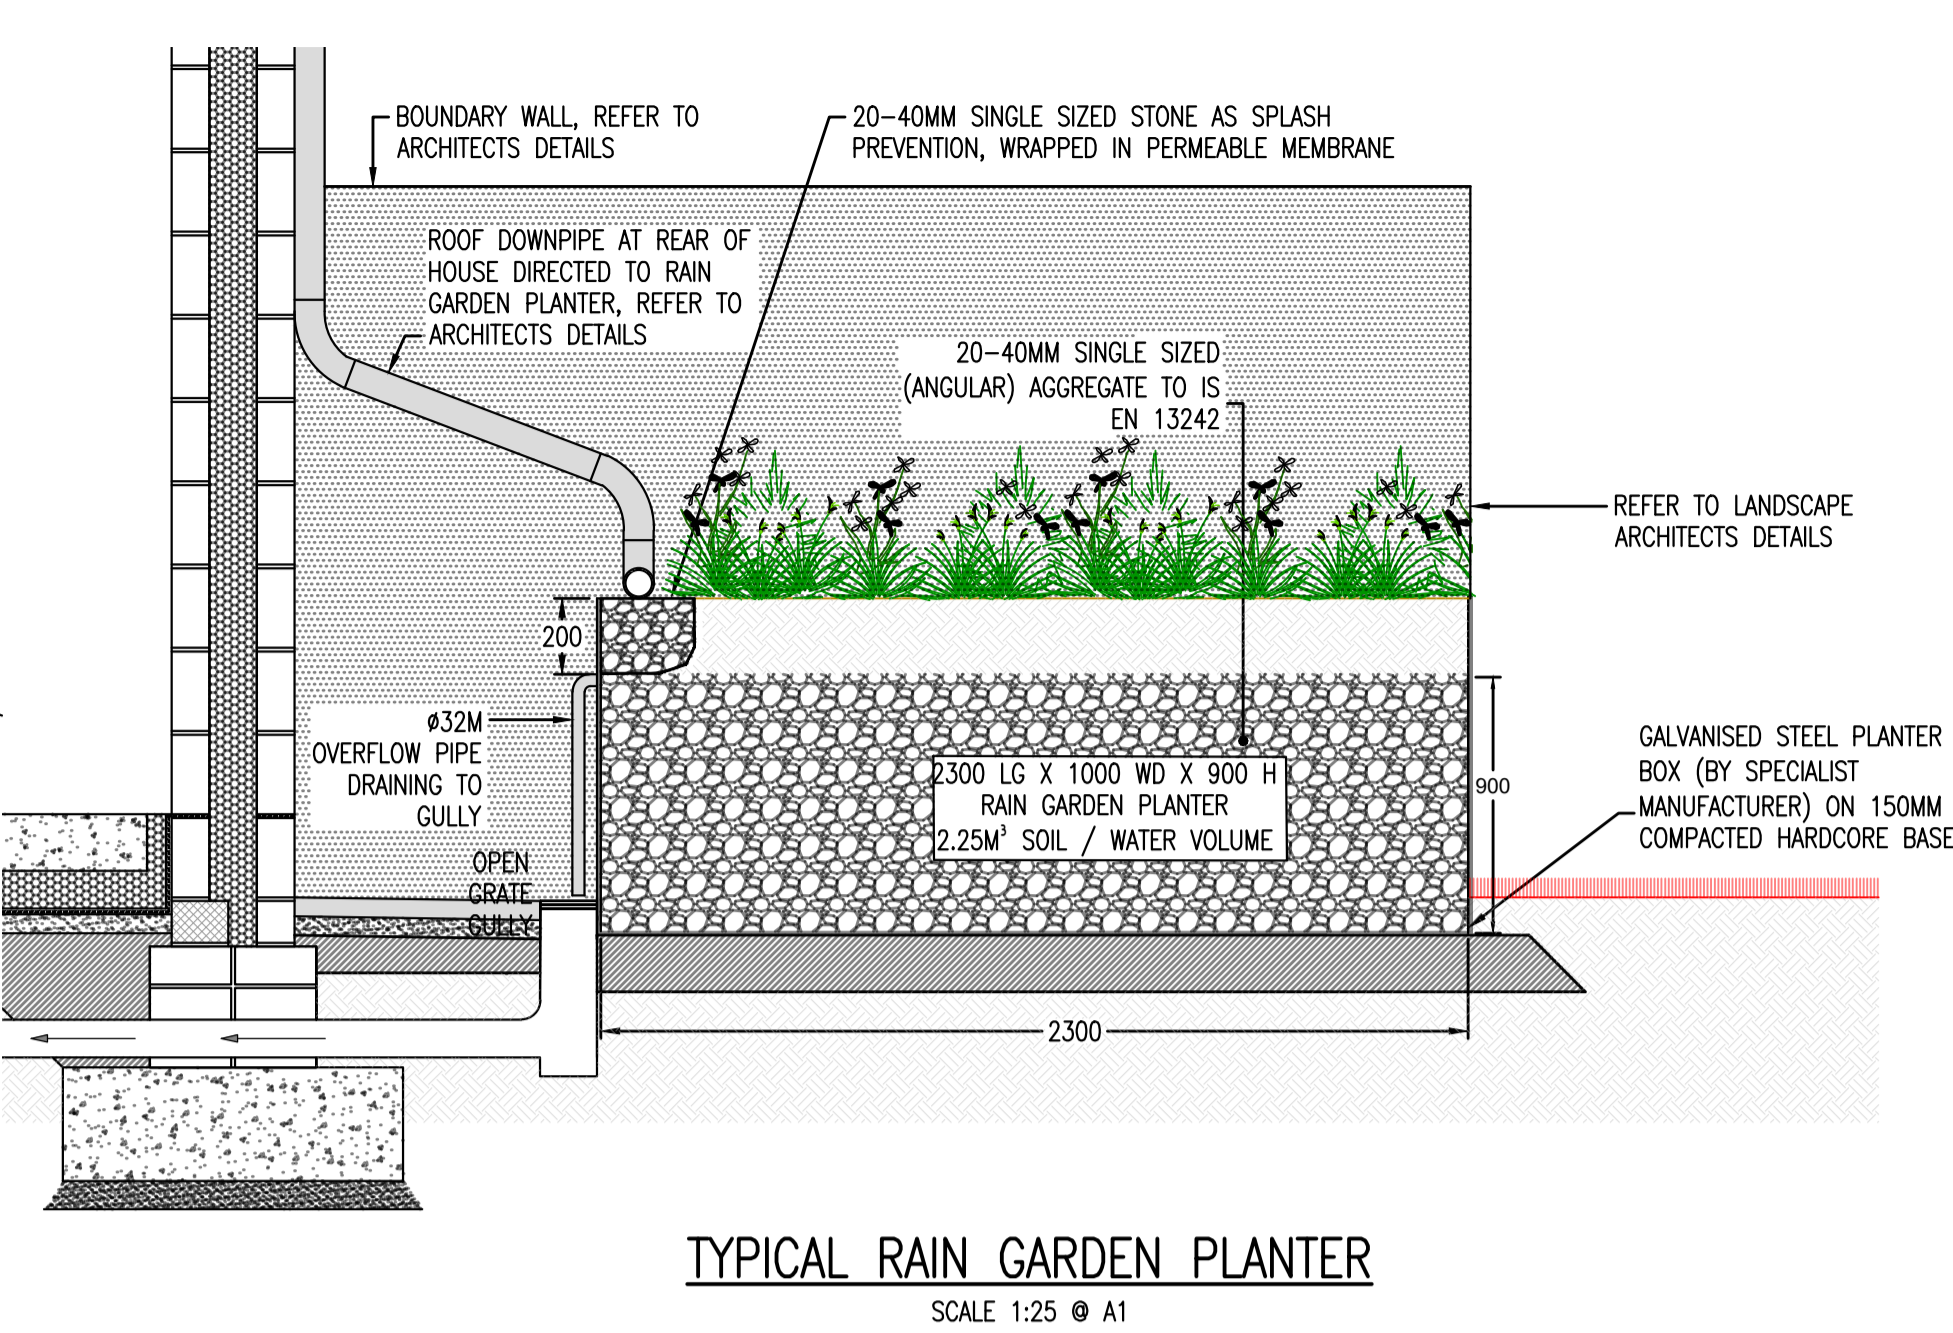 BOUNDARY WALL, REFER TO
ARCHITECTS DETAILS
20-40MM SINGLE SIZED STONE AS SPLASH
PREVENTION, WRAPPED IN PERMEABLE MEMBRANE
ROOF DOWNPIPE AT REAR OF
HOUSE DIRECTED TO RAIN
GARDEN PLANTER, REFER TO
ARCHITECTS DETAILS
20-40MM SINGLE SIZED
(ANGULAR) AGGREGATE TO IS
EN 13242
REFER TO LANDSCAPE
ARCHITECTS DETAILS
200
ø32M
OVERFLOW PIPE
DRAINING TO
GULLY
OPEN
GRATE
GULLY
2300 LG X 1000 WD X 900 H
RAIN GARDEN PLANTER
2.25M³ SOIL / WATER VOLUME
900
GALVANISED STEEL PLANTER
BOX (BY SPECIALIST
MANUFACTURER) ON 150MM
COMPACTED HARDCORE BASE
2300
TYPICAL RAIN GARDEN PLANTER
SCALE 1:25 @ A1